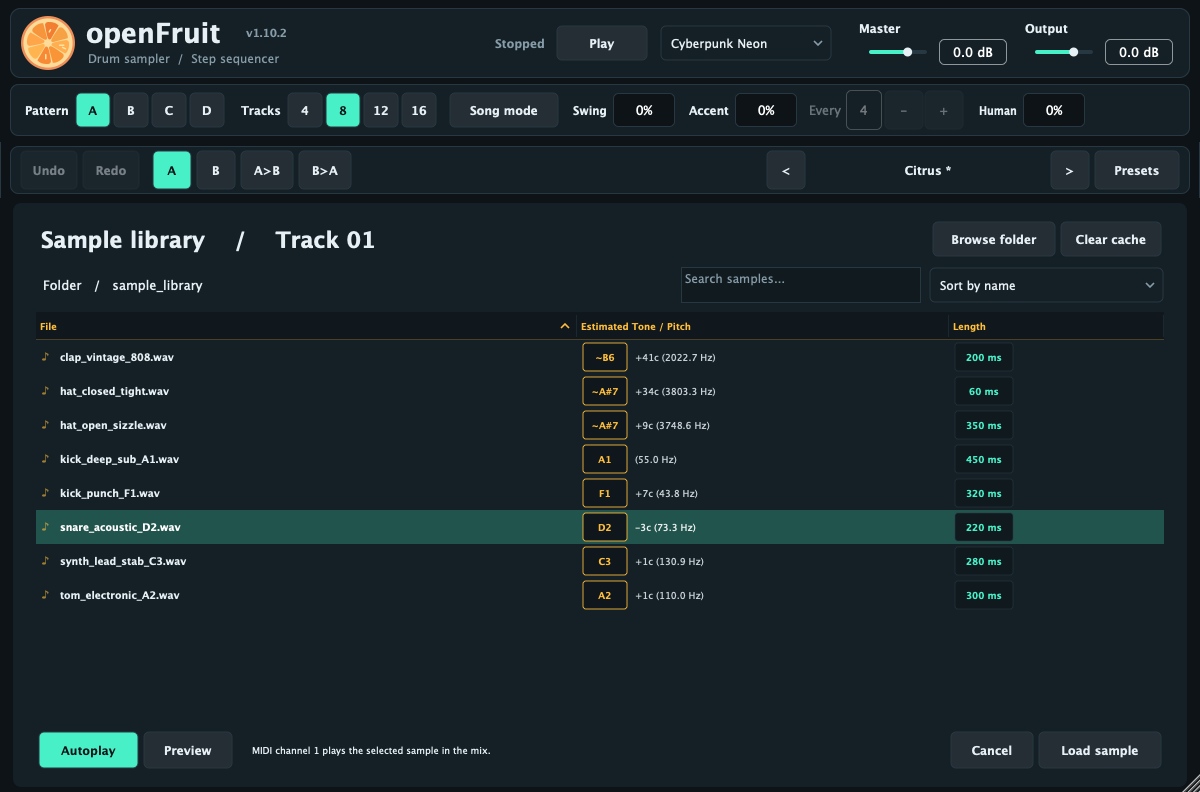 openFruit v1.10.2
Drum sampler / Step sequencer
Stopped Play Cyberpunk Neon
Master 0.0 dB
Output 0.0 dB
Pattern A B C D Tracks 4 8 12 16 Song mode Swing 0% Accent 0% Every 4 - + Human 0%
Undo Redo A B A>B B>A < Citrus * > Presets
Sample library / Track 01 Browse folder Clear cache
Folder / sample_library Search samples... Sort by name
File Estimated Tone / Pitch Length
clap_vintage_808.wav ~B6 +41c (2022.7 Hz) 200 ms
hat_closed_tight.wav ~A#7 +34c (3803.3 Hz) 60 ms
hat_open_sizzle.wav ~A#7 +9c (3748.6 Hz) 350 ms
kick_deep_sub_A1.wav A1 (55.0 Hz) 450 ms
kick_punch_F1.wav F1 +7c (43.8 Hz) 320 ms
snare_acoustic_D2.wav D2 -3c (73.3 Hz) 220 ms
synth_lead_stab_C3.wav C3 +1c (130.9 Hz) 280 ms
tom_electronic_A2.wav A2 +1c (110.0 Hz) 300 ms
Autoplay Preview MIDI channel 1 plays the selected sample in the mix. Cancel Load sample